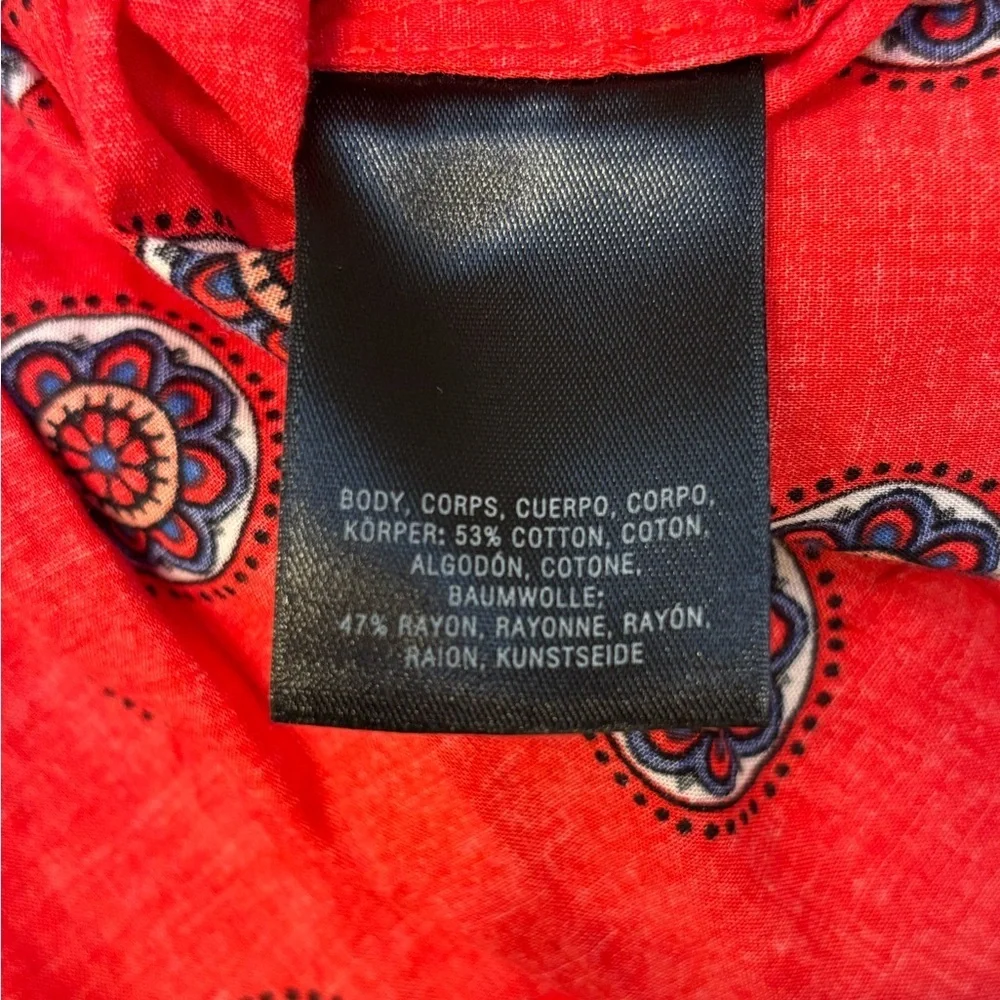 BODY, CORPS, CUERPO, CORPO,
KÖRPER: 53% COTTON, COTON,
ALGODÓN, COTONE,
BAUMWOLLE;
47% RAYON, RAYONNE, RAYÓN,
RAION, KUNSTSEIDE